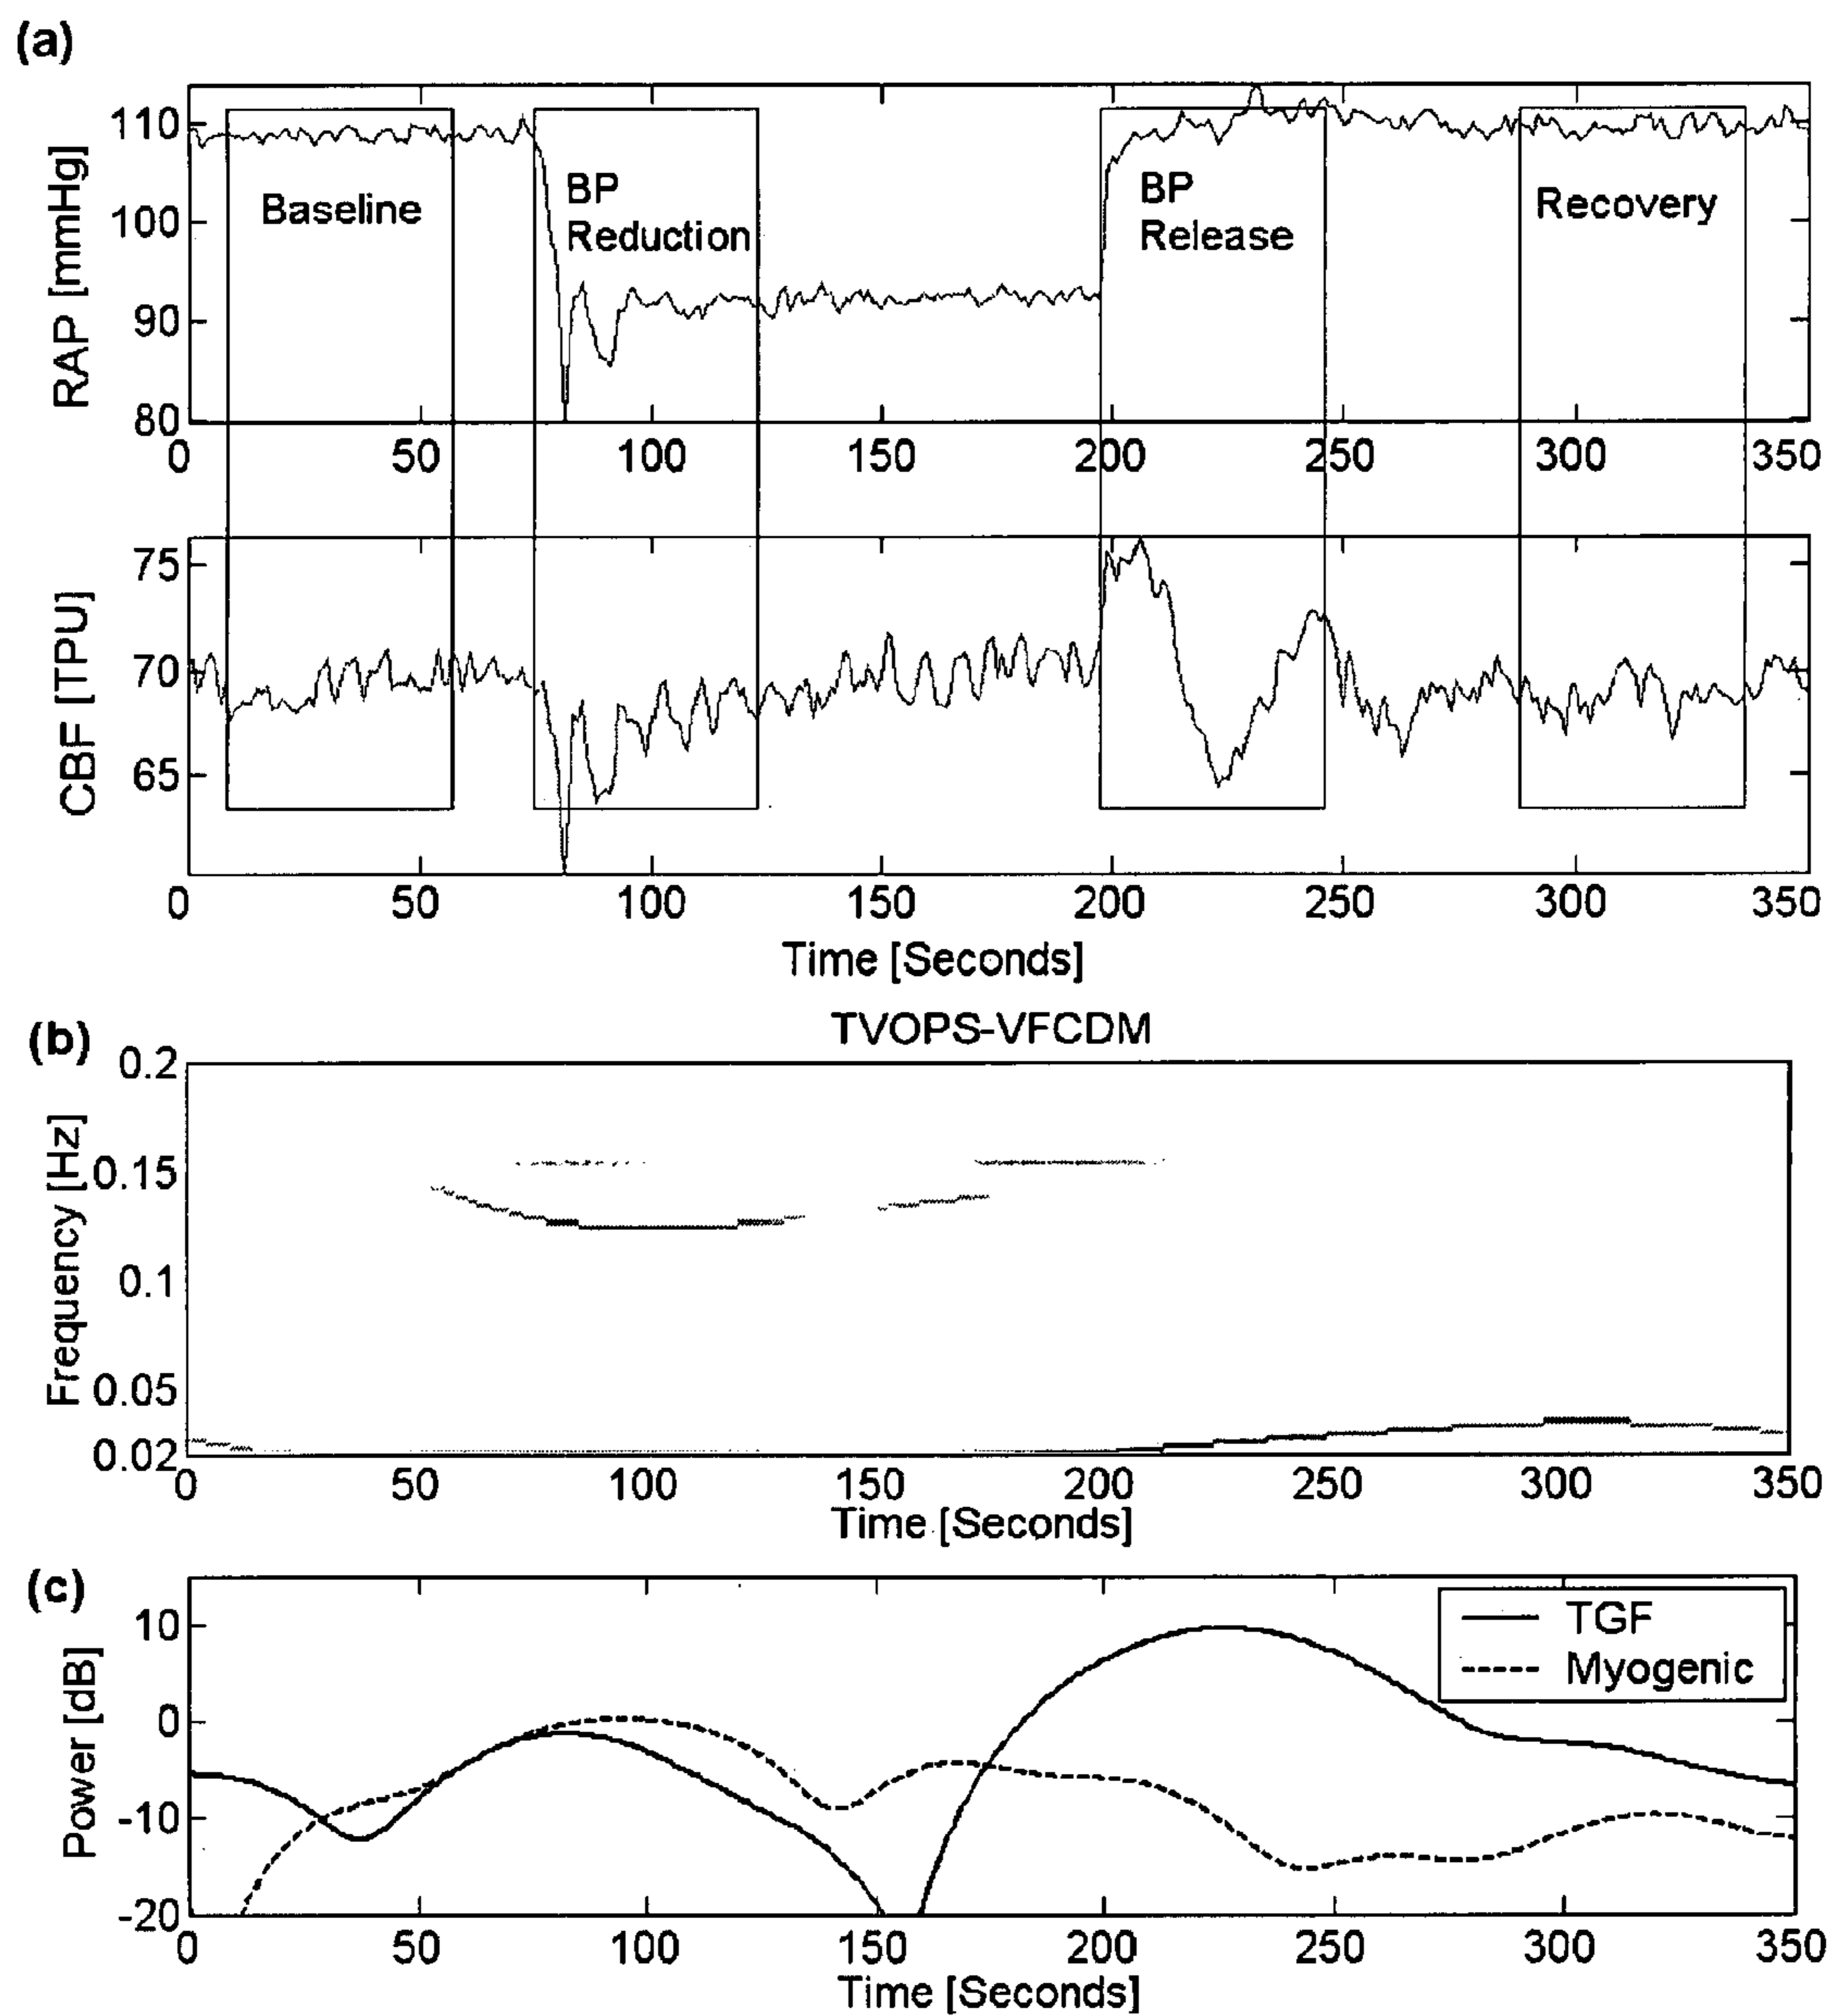 (a)
RAP [mmHg]
110
100
90
80
Baseline
BP
Reduction
BP
Release
Recovery
0 50 100 150 200 250 300 350
CBF [TPU]
75
70
65
0 50 100 150 200 250 300 350
Time [Seconds]
(b)
TVOPS-VFCDM
Frequency [Hz]
0.2
0.15
0.1
0.05
0.02
0 50 100 150 200 250 300 350
Time [Seconds]
(c)
Power [dB]
10
0
-10
-20
TGF
Myogenic
0 50 100 150 200 250 300 350
Time [Seconds]